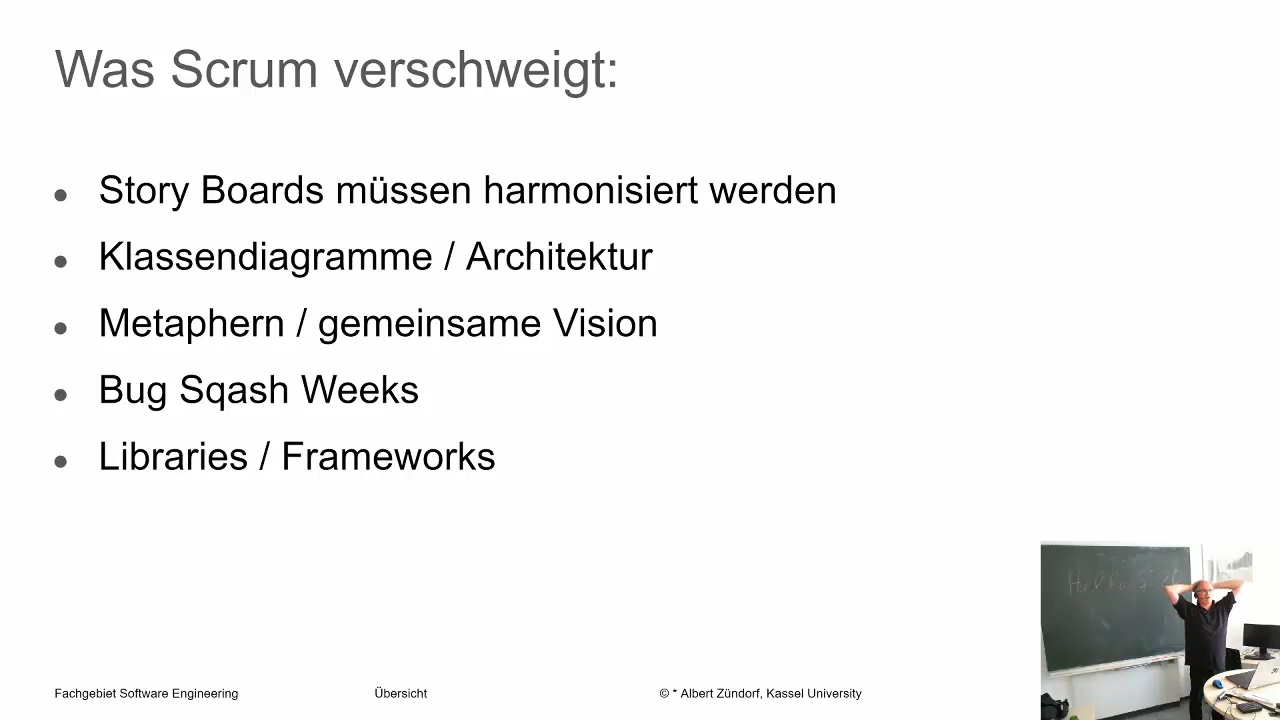 Was Scrum verschweigt:
● Story Boards müssen harmonisiert werden
● Klassendiagramme / Architektur
● Metaphern / gemeinsame Vision
● Bug Sqash Weeks
● Libraries / Frameworks
Fachgebiet Software Engineering Übersicht © * Albert Zündorf, Kassel University